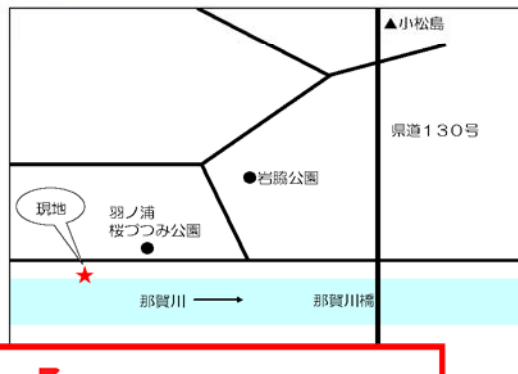 ▲小松島
県道130号
●岩脇公園
現地
羽ノ浦
桜づつみ公園
那賀川
那賀川橋